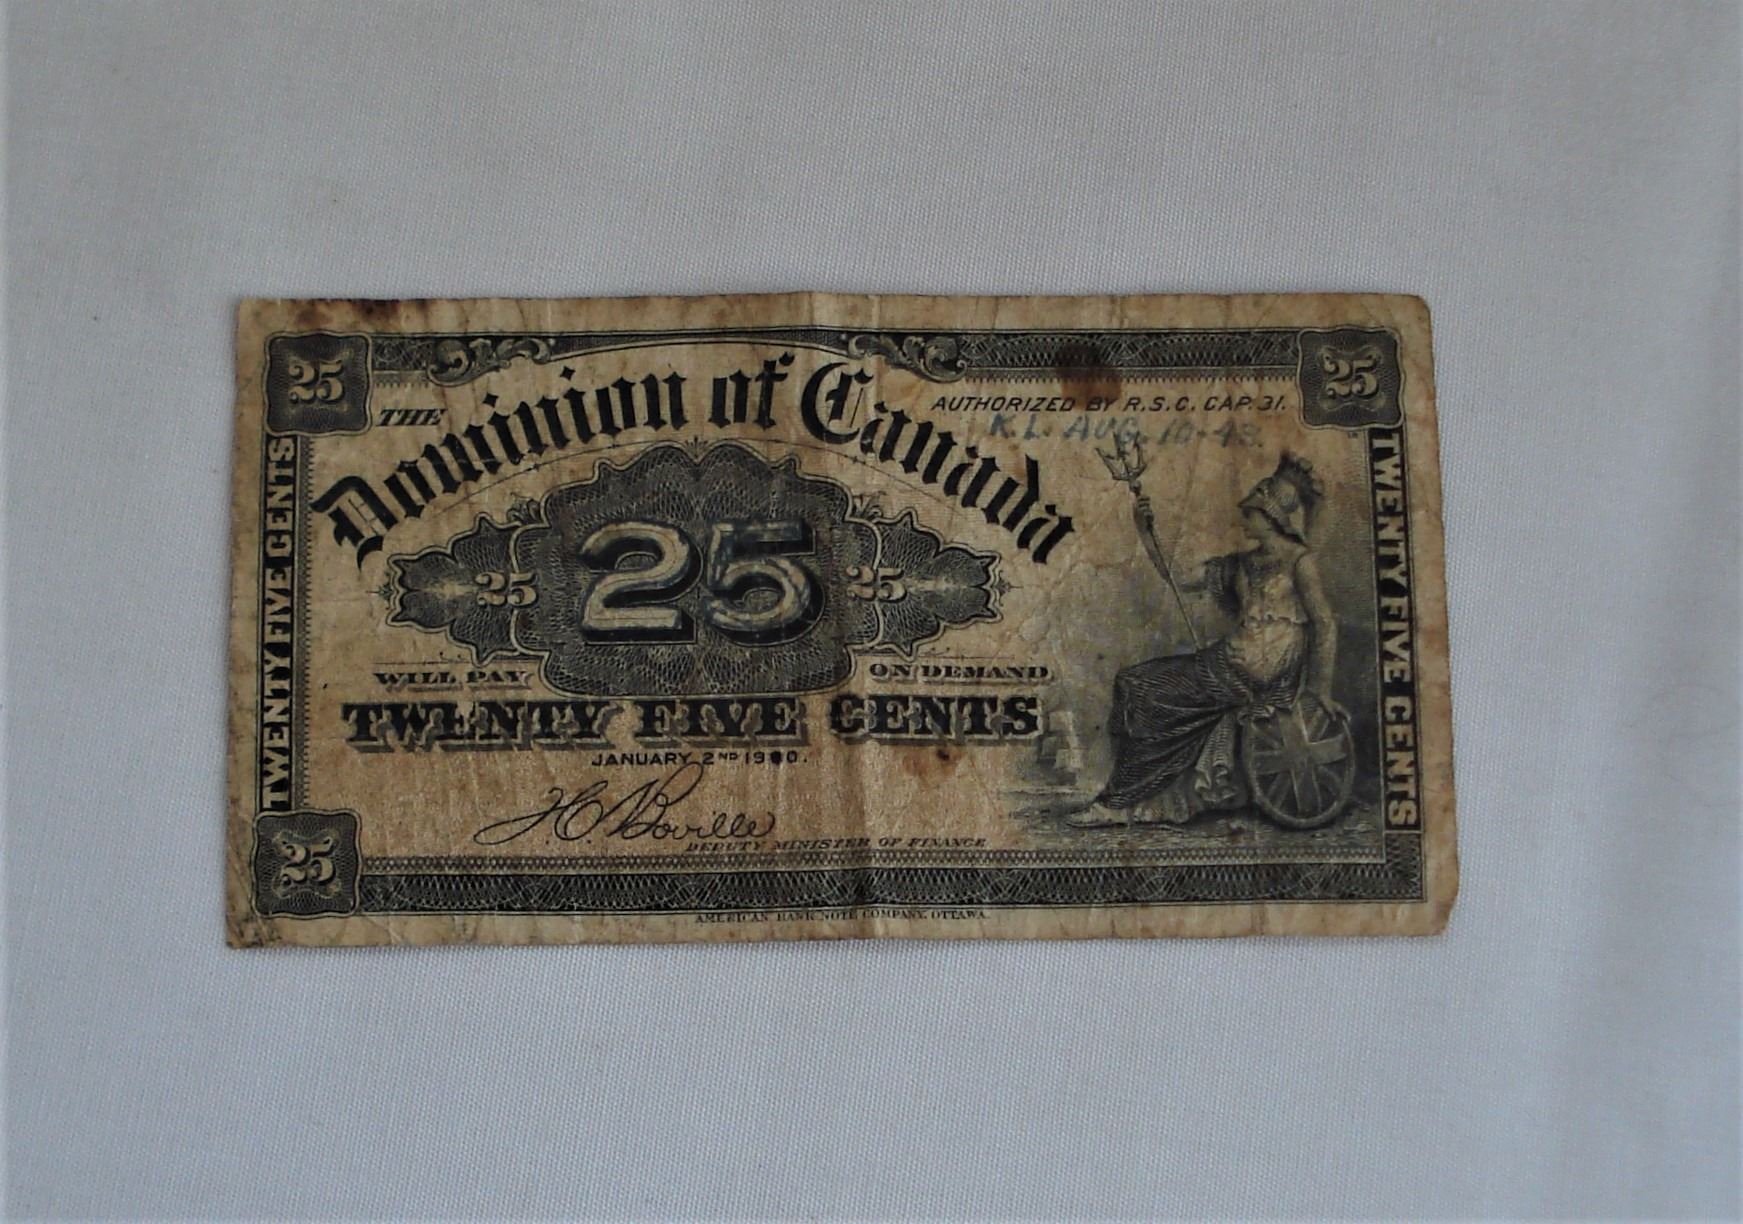 25
25
THE
Dominion of Canada
AUTHORIZED BY R.S.C. CAP. 31.
K.L. AUG. 10-48.
TWENTY FIVE CENTS
25
25
25
TWENTY FIVE CENTS
WILL PAY
ON DEMAND
TWENTY FIVE CENTS
JANUARY 2ND 1900.
H C Boville
DEPUTY MINISTER OF FINANCE
25
AMERICAN BANK NOTE COMPANY, OTTAWA.